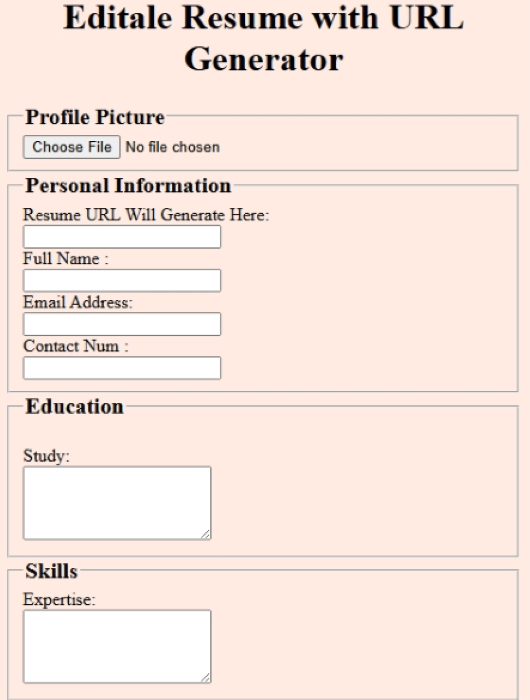 Editale Resume with URL
Generator
Profile Picture
Choose File No file chosen
Personal Information
Resume URL Will Generate Here:
Full Name :
Email Address:
Contact Num :
Education
Study:
Skills
Expertise: